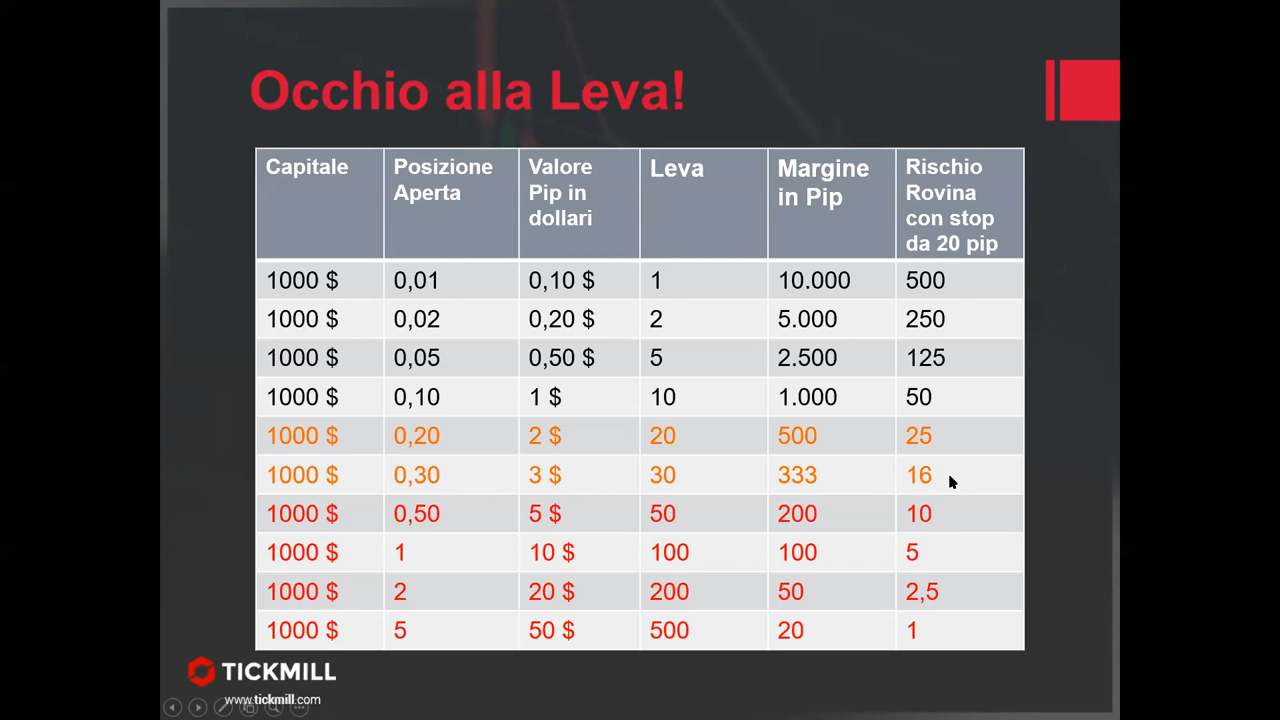 Occhio alla Leva!
Capitale Posizione Aperta Valore Pip in dollari Leva Margine in Pip Rischio Rovina con stop da 20 pip
1000 $ 0,01 0,10 $ 1 10.000 500
1000 $ 0,02 0,20 $ 2 5.000 250
1000 $ 0,05 0,50 $ 5 2.500 125
1000 $ 0,10 1 $ 10 1.000 50
1000 $ 0,20 2 $ 20 500 25
1000 $ 0,30 3 $ 30 333 16
1000 $ 0,50 5 $ 50 200 10
1000 $ 1 10 $ 100 100 5
1000 $ 2 20 $ 200 50 2,5
1000 $ 5 50 $ 500 20 1
TICKMILL
www.tickmill.com